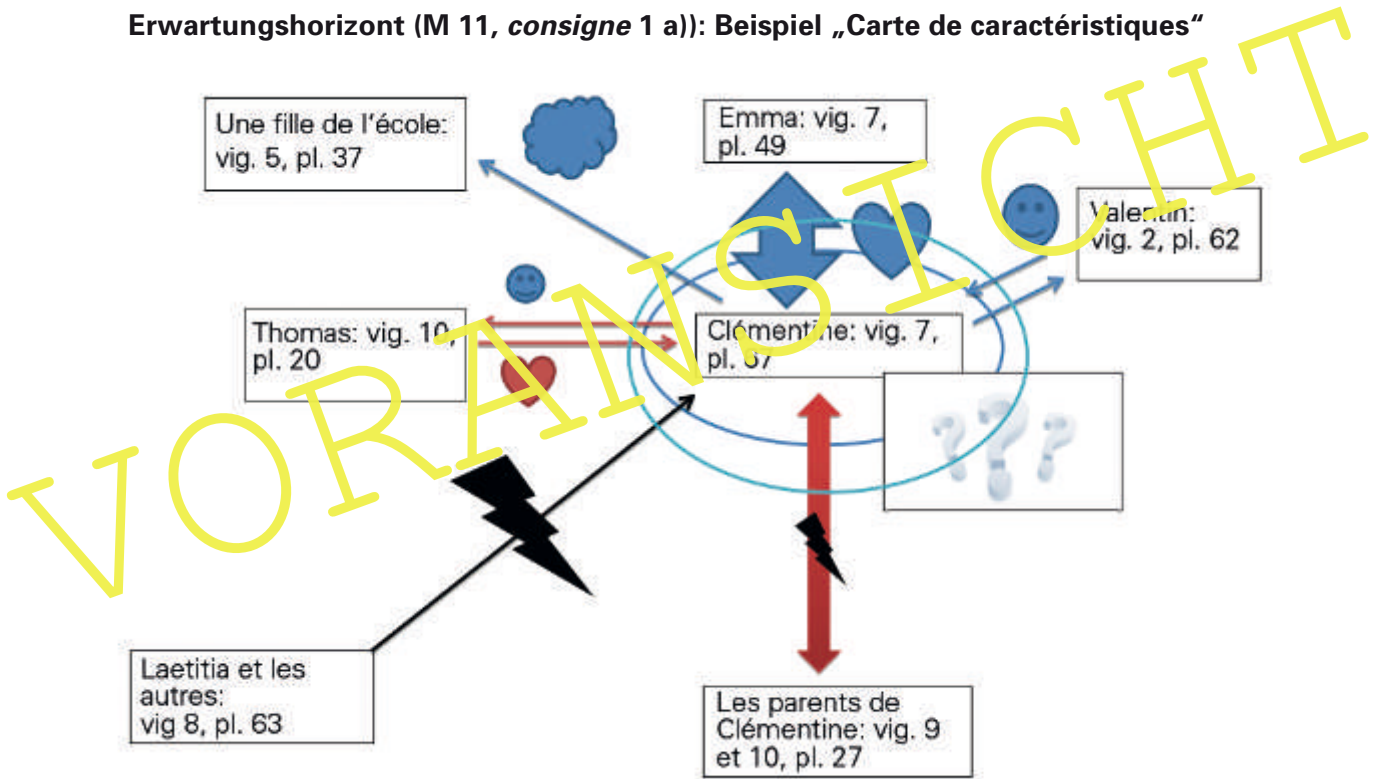 Erwartungshorizont (M 11, consigne 1 a)): Beispiel „Carte de caractéristiques“
Une fille de l'école:
vig. 5, pl. 37
Emma: vig. 7,
pl. 49
Valentin:
vig. 2, pl. 62
Thomas: vig. 10,
pl. 20
Clémentine: vig. 7,
pl. 67
???
Laetitia et les
autres:
vig 8, pl. 63
Les parents de
Clémentine: vig. 9
et 10, pl. 27
VORANSICHT